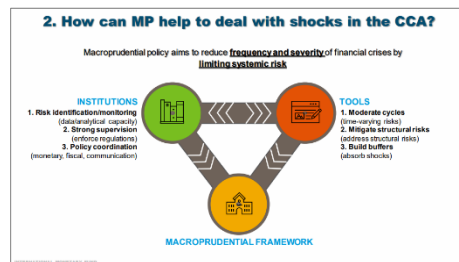 2. How can MP help to deal with shocks in the CCA?
Macroprudential policy aims to reduce frequency and severity of financial crises by
limiting systemic risk
INSTITUTIONS
1. Risk identification/monitoring
(data/analytical capacity)
2. Strong supervision
(enforce regulations)
3. Policy coordination
(monetary, fiscal, communication)
TOOLS
1. Moderate cycles
(time-varying risks)
2. Mitigate structural risks
(address structural risks)
3. Build buffers
(absorb shocks)
MACROPRUDENTIAL FRAMEWORK